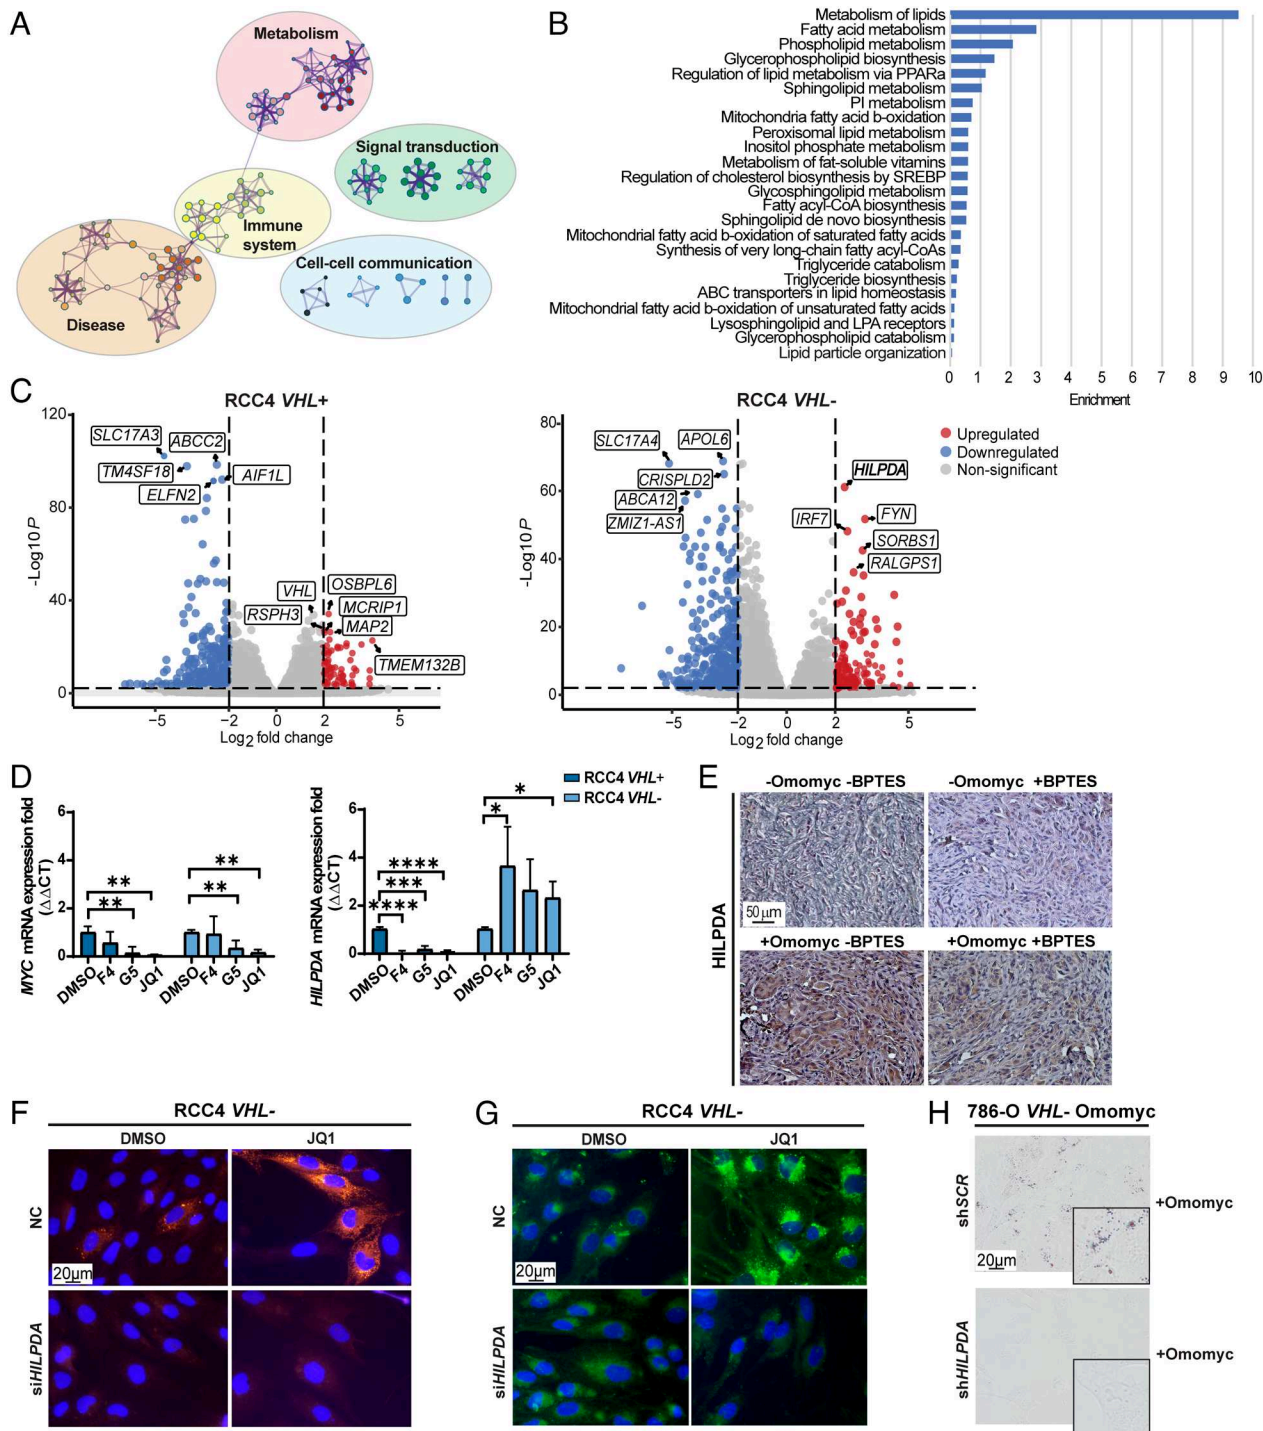 A
Metabolism
Signal transduction
Immune
system
Cell-cell communication
Disease
B
Metabolism of lipids
Fatty acid metabolism
Phospholipid metabolism
Glycerophospholipid biosynthesis
Regulation of lipid metabolism via PPARa
Sphingolipid metabolism
PI metabolism
Mitochondria fatty acid b-oxidation
Peroxisomal lipid metabolism
Inositol phosphate metabolism
Metabolism of fat-soluble vitamins
Regulation of cholesterol biosynthesis by SREBP
Glycosphingolipid metabolism
Fatty acyl-CoA biosynthesis
Sphingolipid de novo biosynthesis
Mitochondrial fatty acid b-oxidation of saturated fatty acids
Synthesis of very long-chain fatty acyl-CoAs
Triglyceride catabolism
Triglyceride biosynthesis
ABC transporters in lipid homeostasis
Mitochondrial fatty acid b-oxidation of unsaturated fatty acids
Lysosphingolipid and LPA receptors
Glycerophospholipid catabolism
Lipid particle organization
0 1 2 3 4 5 6 7 8 9 10
Enrichment
C
RCC4 VHL+
120
80
40
0
-Log10 P
SLC17A3
ABCC2
TM4SF18
AIF1L
ELFN2
VHL
OSBPL6
RSPH3
MCRIP1
MAP2
TMEM132B
−5 −2 0 2 5
Log2 fold change
RCC4 VHL-
80
60
40
20
0
-Log10 P
SLC17A4
APOL6
CRISPLD2
ABCA12
ZMIZ1-AS1
HILPDA
IRF7
FYN
SORBS1
RALGPS1
−5 −2 0 2 5
Log2 fold change
Upregulated
Downregulated
Non-significant
D
MYC mRNA expression fold
(ΔΔCT)
6
4
2
0
** ** ** **
DMSO F4 G5 JQ1 DMSO F4 G5 JQ1
HILPDA mRNA expression fold
(ΔΔCT)
6
4
2
0
****
***
****
*
*
DMSO F4 G5 JQ1 DMSO F4 G5 JQ1
RCC4 VHL+
RCC4 VHL-
E
-Omomyc -BPTES
-Omomyc +BPTES
HILPDA
50 µm
+Omomyc -BPTES
+Omomyc +BPTES
F
RCC4 VHL-
DMSO
JQ1
NC
20µm
siHILPDA
G
RCC4 VHL-
DMSO
JQ1
NC
20µm
siHILPDA
H
786-O VHL- Omomyc
shSCR
20µm
+Omomyc
shHILPDA
+Omomyc